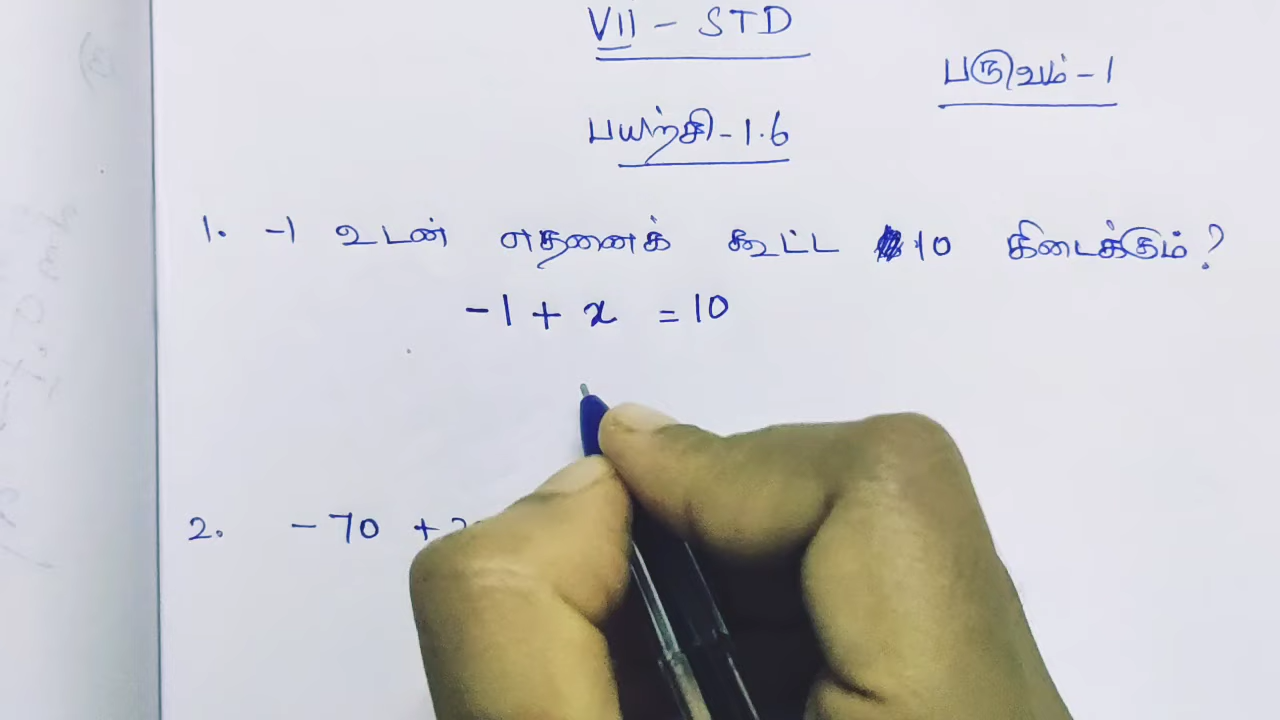 VII - STD
பருவம் - 1
பயிற்சி - 1.6
1. -1 உடன் எதனைக் கூட்ட 10 கிடைக்கும்?
-1 + x = 10
2. - 70 +